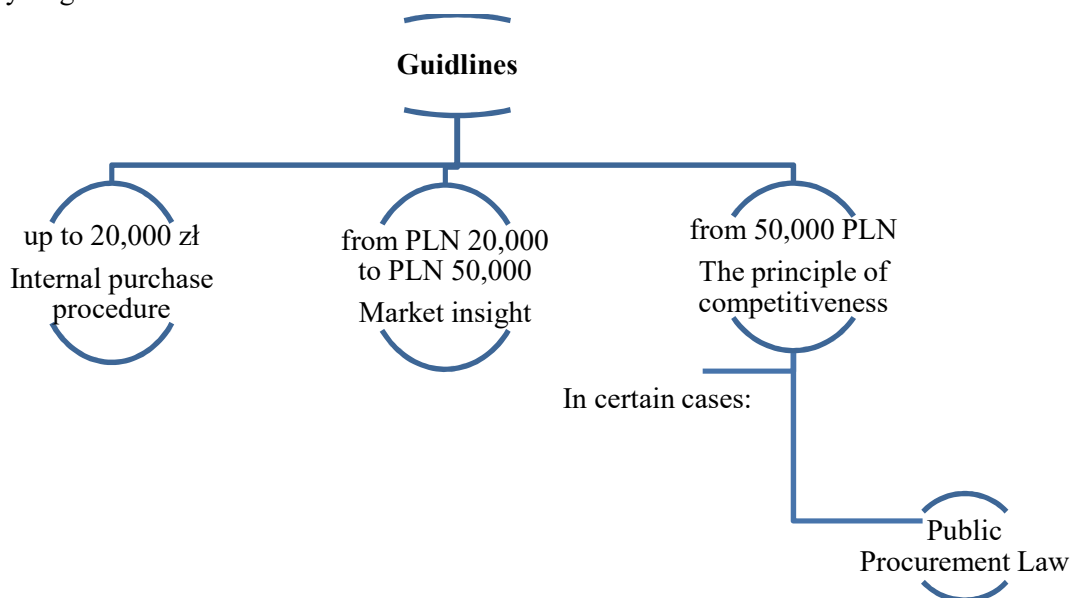 Guidlines
up to 20,000 zł
Internal purchase
procedure
from PLN 20,000
to PLN 50,000
Market insight
from 50,000 PLN
The principle of
competitiveness
In certain cases:
Public
Procurement Law